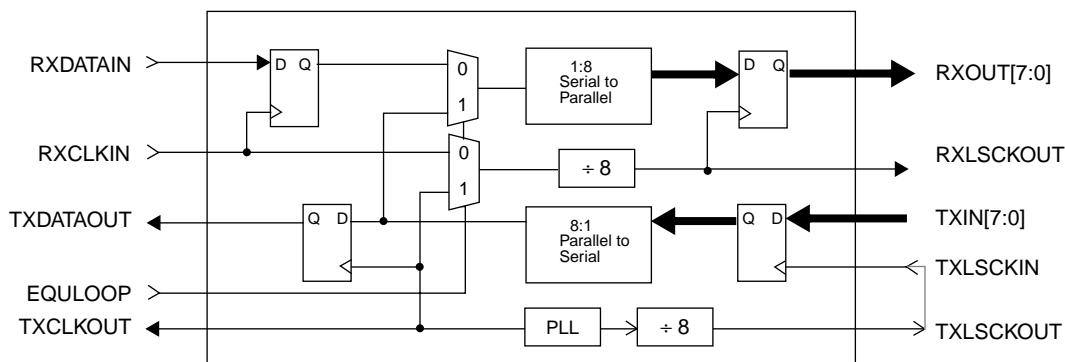 RXDATAIN
D Q
0
1
1:8
Serial to
Parallel
D Q
RXOUT[7:0]
RXCLKIN
0
1
÷ 8
RXLSCKOUT
TXDATAOUT
Q D
8:1
Parallel to
Serial
Q D
TXIN[7:0]
TXLSCKIN
EQULOOP
TXCLKOUT
PLL
÷ 8
TXLSCKOUT